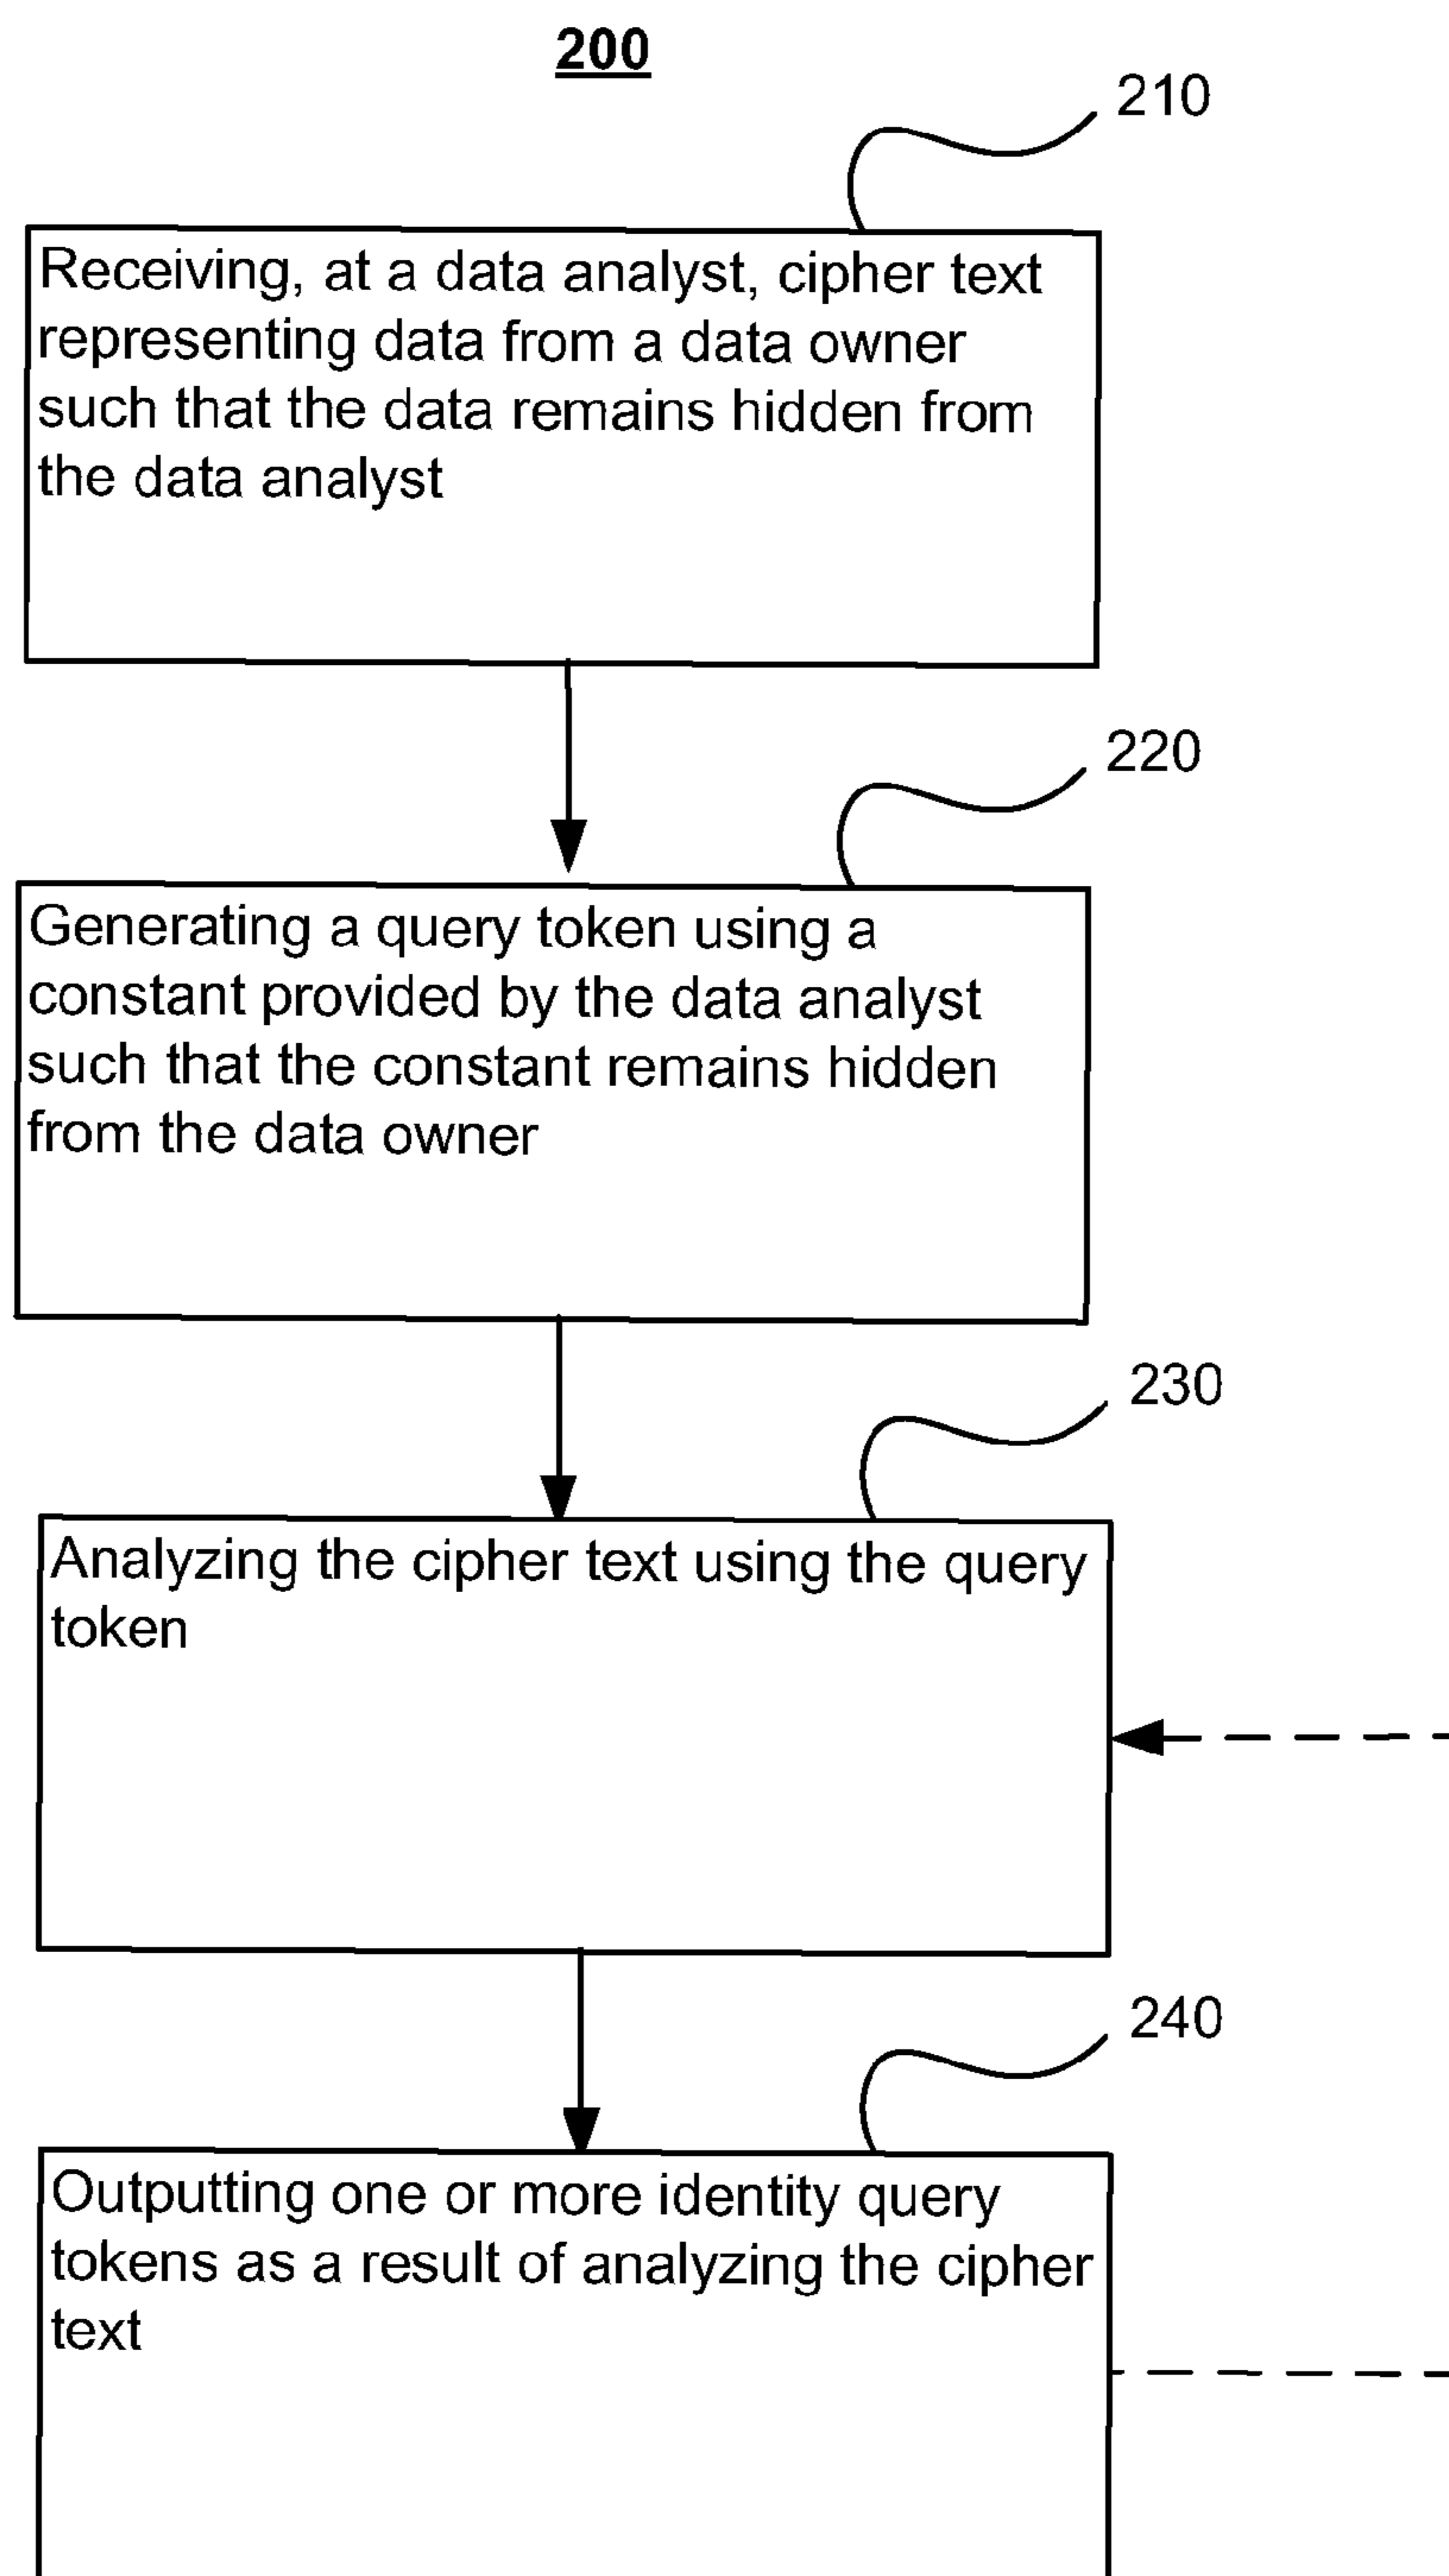 200
210
Receiving, at a data analyst, cipher text
representing data from a data owner
such that the data remains hidden from
the data analyst
220
Generating a query token using a
constant provided by the data analyst
such that the constant remains hidden
from the data owner
230
Analyzing the cipher text using the query
token
240
Outputting one or more identity query
tokens as a result of analyzing the cipher
text